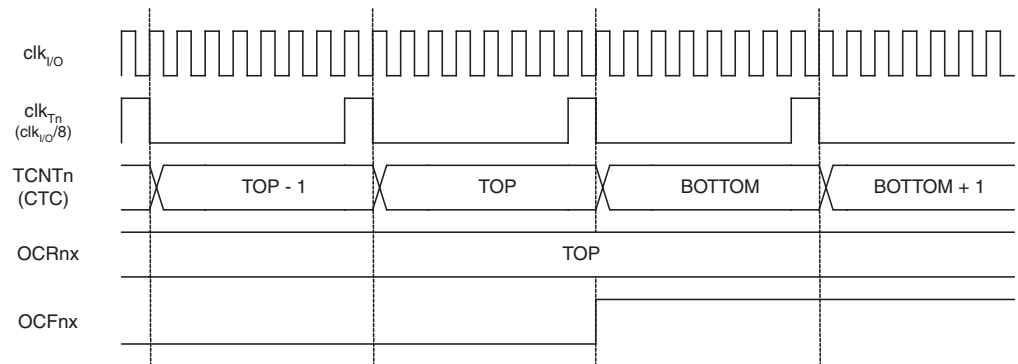 clkI/O
clkTn
(clkI/O/8)
TCNTn
(CTC)
TOP - 1
TOP
BOTTOM
BOTTOM + 1
OCRnx
TOP
OCFnx